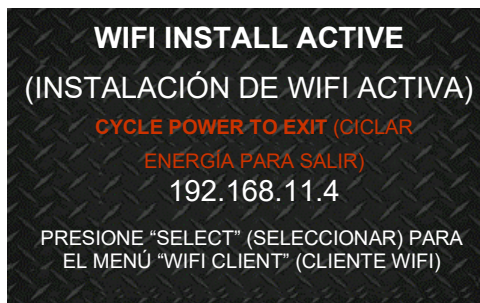 WIFI INSTALL ACTIVE
(INSTALACIÓN DE WIFI ACTIVA)
CYCLE POWER TO EXIT (CICLAR
ENERGÍA PARA SALIR)
192.168.11.4
PRESIONE “SELECT” (SELECCIONAR) PARA
EL MENÚ “WIFI CLIENT” (CLIENTE WIFI)